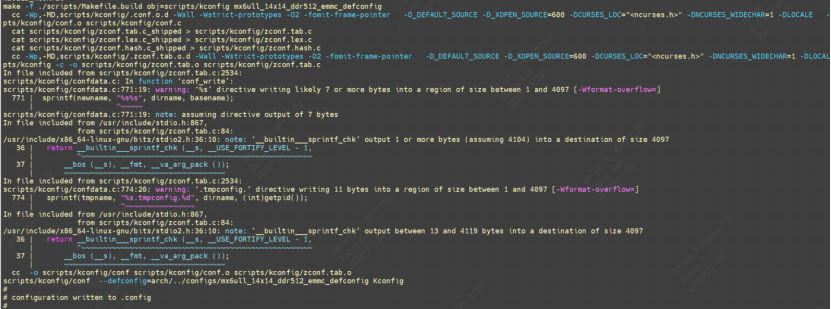 make -f ./scripts/Makefile.build obj=scripts/kconfig mx6ull_14x14_ddr512_emmc_defconfig
cc -Wp,-MD,scripts/kconfig/.conf.o.d -Wall -Wstrict-prototypes -O2 -fomit-frame-pointer -D_DEFAULT_SOURCE -D_XOPEN_SOURCE=600 -DCURSES_LOC="<ncurses.h>" -DNCURSES_WIDECHAR=1 -DLOCALE
pts/kconfig/conf.o scripts/kconfig/conf.c
cat scripts/kconfig/zconf.tab.c_shipped > scripts/kconfig/zconf.tab.c
cat scripts/kconfig/zconf.lex.c_shipped > scripts/kconfig/zconf.lex.c
cat scripts/kconfig/zconf.hash.c_shipped > scripts/kconfig/zconf.hash.c
cc -Wp,-MD,scripts/kconfig/.zconf.tab.o.d -Wall -Wstrict-prototypes -O2 -fomit-frame-pointer -D_DEFAULT_SOURCE -D_XOPEN_SOURCE=600 -DCURSES_LOC="<ncurses.h>" -DNCURSES_WIDECHAR=1 -D
pts/kconfig -c -o scripts/kconfig/zconf.tab.o scripts/kconfig/zconf.tab.c
In file included from scripts/kconfig/zconf.tab.c:2534:
scripts/kconfig/confdata.c: In function ‘conf_write’:
scripts/kconfig/confdata.c:771:19: warning: ‘%s’ directive writing likely 7 or more bytes into a region of size between 1 and 4097 [-Wformat-overflow=]
771 | sprintf(newname, "%s%s", dirname, basename);
| ^~~~~~
scripts/kconfig/confdata.c:771:19: note: assuming directive output of 7 bytes
In file included from /usr/include/stdio.h:867,
from scripts/kconfig/zconf.tab.c:84:
/usr/include/x86_64-linux-gnu/bits/stdio2.h:36:10: note: ‘__builtin___sprintf_chk’ output 1 or more bytes (assuming 4104) into a destination of size 4097
36 | return __builtin___sprintf_chk (__s, __USE_FORTIFY_LEVEL - 1,
| ^~~~~~~~~~~~~~~~~~~~~~~~~~~~~~~~~~~~~~~~~~~~~~~~~~
37 | __bos (__s), __fmt, __va_arg_pack ());
| ~~~~~~~~~~~~~~~~~~~~~~~~~~~~~~~~~~~~~
In file included from scripts/kconfig/zconf.tab.c:2534:
scripts/kconfig/confdata.c:774:20: warning: ‘.tmpconfig.’ directive writing 11 bytes into a region of size between 1 and 4097 [-Wformat-overflow=]
774 | sprintf(tmpname, "%s.tmpconfig.%d", dirname, (int)getpid());
| ^~~~~~~~~~~
In file included from /usr/include/stdio.h:867,
from scripts/kconfig/zconf.tab.c:84:
/usr/include/x86_64-linux-gnu/bits/stdio2.h:36:10: note: ‘__builtin___sprintf_chk’ output between 13 and 4119 bytes into a destination of size 4097
36 | return __builtin___sprintf_chk (__s, __USE_FORTIFY_LEVEL - 1,
| ^~~~~~~~~~~~~~~~~~~~~~~~~~~~~~~~~~~~~~~~~~~~~~~~~~
37 | __bos (__s), __fmt, __va_arg_pack ());
| ~~~~~~~~~~~~~~~~~~~~~~~~~~~~~~~~~~~~~
cc -o scripts/kconfig/conf scripts/kconfig/conf.o scripts/kconfig/zconf.tab.o
scripts/kconfig/conf --defconfig=arch/../configs/mx6ull_14x14_ddr512_emmc_defconfig Kconfig
#
# configuration written to .config
#